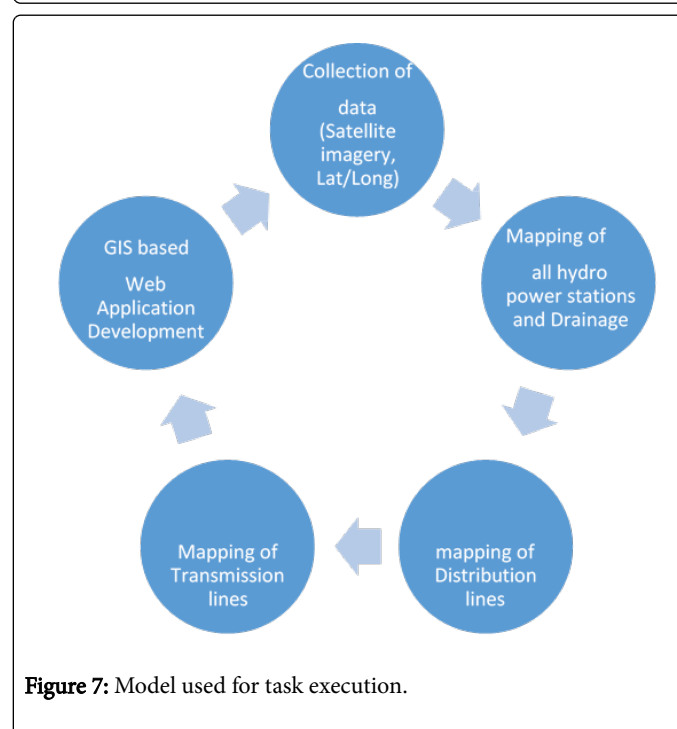 Collection of
data
(Satellite
imagery,
Lat/Long)
Mapping of
all hydro
power stations
and Drainage
mapping of
Distribution
lines
Mapping of
Transmission
lines
GIS based
Web
Application
Development
Figure 7: Model used for task execution.